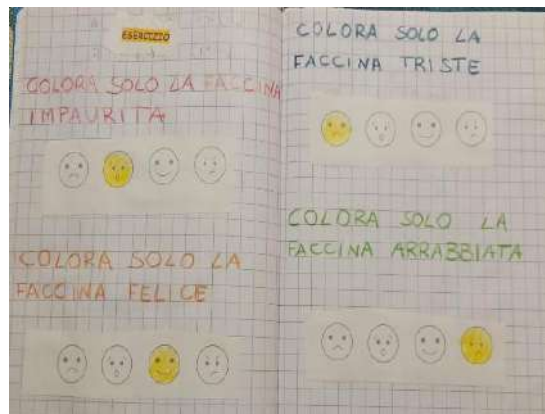 ESERCIZIO
COLORA SOLO LA FACCINA
IMPAURITA
COLORA SOLO LA
FACCINA FELICE
COLORA SOLO LA
FACCINA TRISTE
COLORA SOLO LA
FACCINA ARRABBIATA